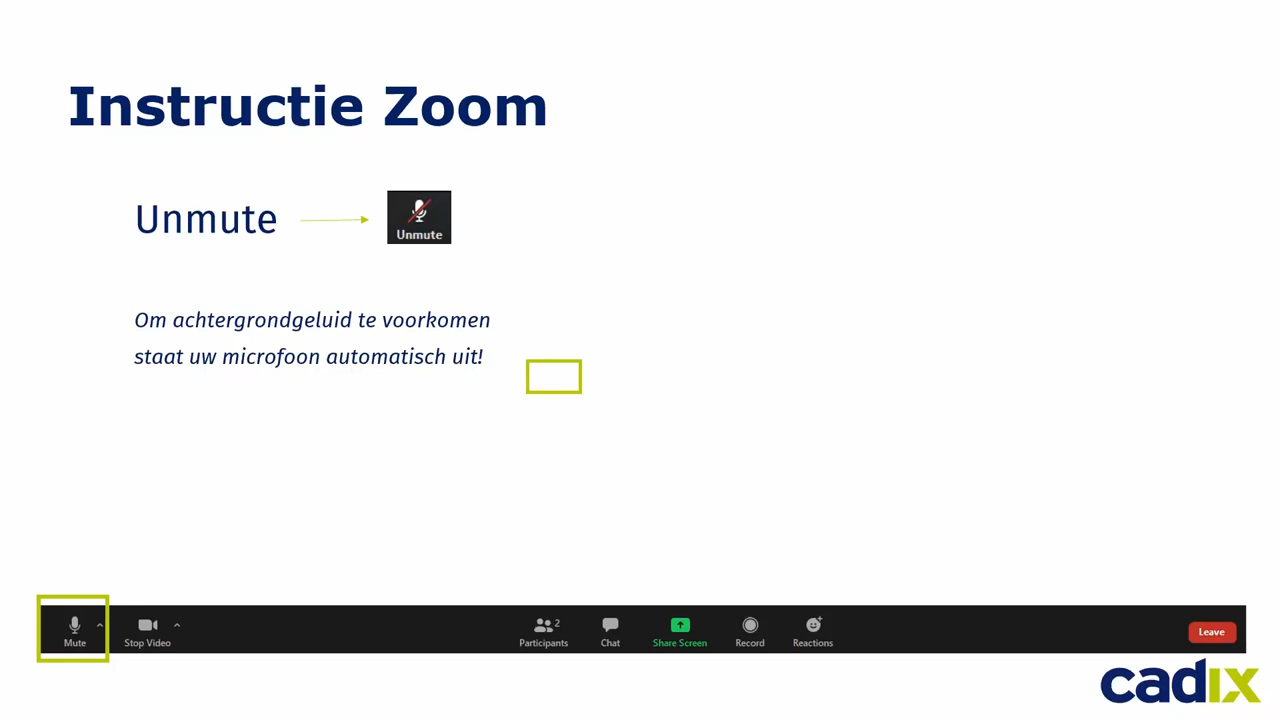 Instructie Zoom
Unmute
Unmute
Om achtergrondgeluid te voorkomen
staat uw microfoon automatisch uit!
Mute
Stop Video
Participants
2
Chat
Share Screen
Record
Reactions
Leave
cadix